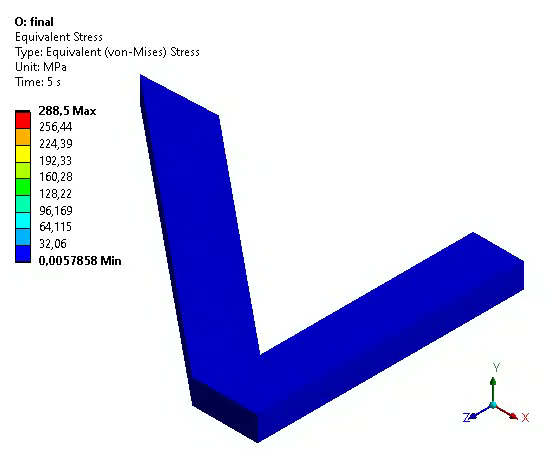 O: final
Equivalent Stress
Type: Equivalent (von-Mises) Stress
Unit: MPa
Time: 5 s
288,5 Max
256,44
224,39
192,33
160,28
128,22
96,169
64,115
32,06
0,0057858 Min
Y
Z
X